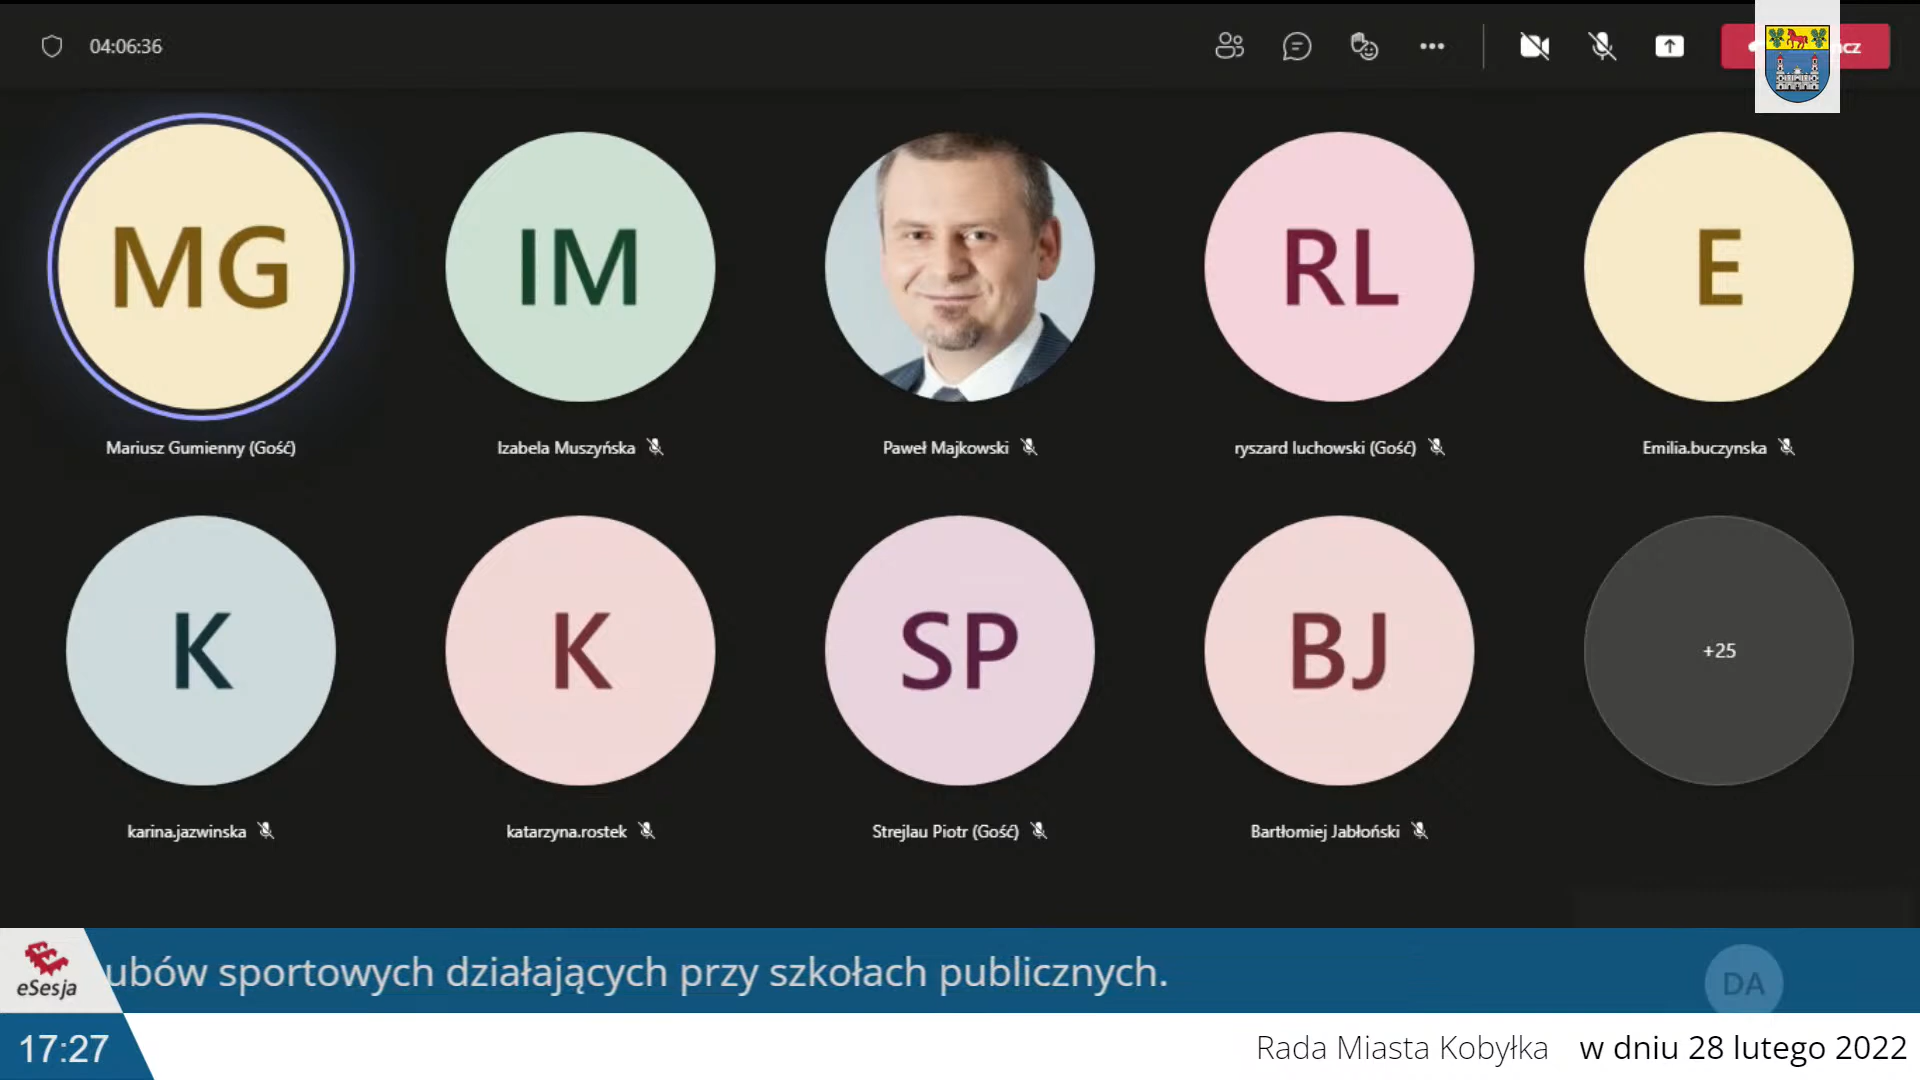 04:06:36
cz
MG
IM
RL
E
Mariusz Gumienny (Gość)
Izabela Muszyńska
Paweł Majkowski
ryszard luchowski (Gość)
Emilia.buczynska
K
K
SP
BJ
+25
karina.jazwinska
katarzyna.rostek
Strejlau Piotr (Gość)
Bartłomiej Jabłoński
eSesja
ubów sportowych działających przy szkołach publicznych.
DA
17:27
Rada Miasta Kobyłka w dniu 28 lutego 2022